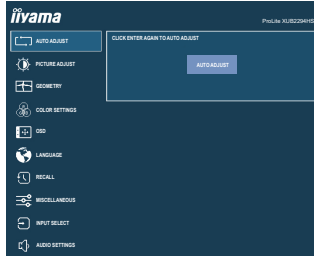 iiyama
ProLite XUB2294HS
AUTO ADJUST
CLICK ENTER AGAIN TO AUTO ADJUST
AUTO ADJUST
PICTURE ADJUST
GEOMETRY
COLOR SETTINGS
OSD
LANGUAGE
RECALL
MISCELLANEOUS
INPUT SELECT
AUDIO SETTINGS